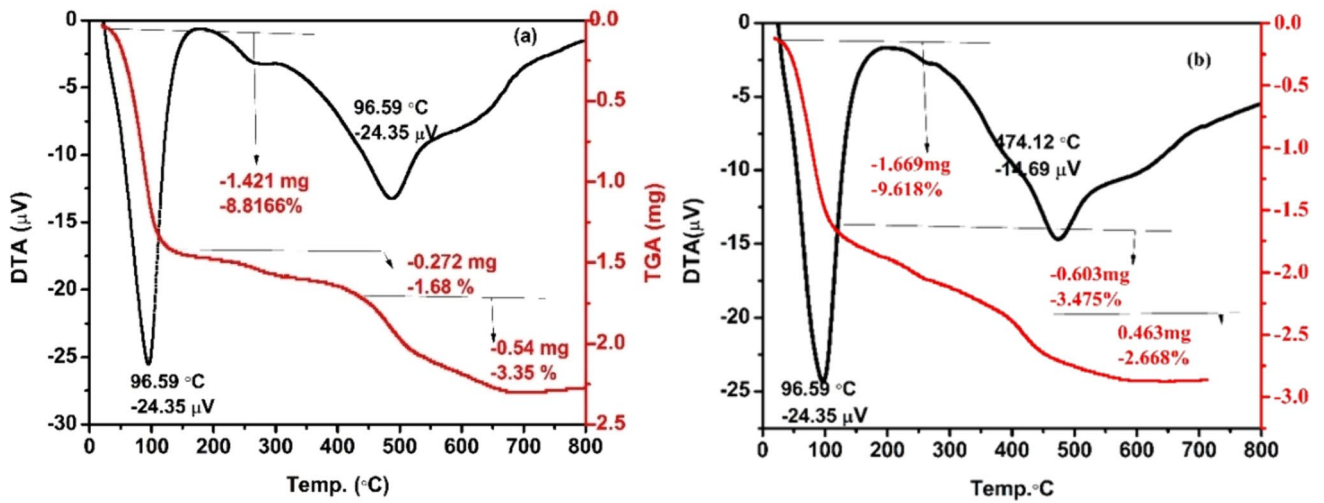 (a)
DTA (μV)
0
-5
-10
-15
-20
-25
-30
0
100
200
300
400
500
600
700
800
Temp. (°C)
0.0
0.5
1.0
1.5
2.0
2.5
TGA (mg)
96.59 °C
-24.35 μV
-1.421 mg
-8.8166%
-0.272 mg
-1.68 %
-0.54 mg
-3.35 %
96.59 °C
-24.35 μV
(b)
DTA(μV)
0
-5
-10
-15
-20
-25
0
100
200
300
400
500
600
700
800
Temp.°C
0.0
-0.5
-1.0
-1.5
-2.0
-2.5
-3.0
474.12 °C
-14.69 μV
-1.669mg
-9.618%
-0.603mg
-3.475%
0.463mg
-2.668%
96.59 °C
-24.35 μV